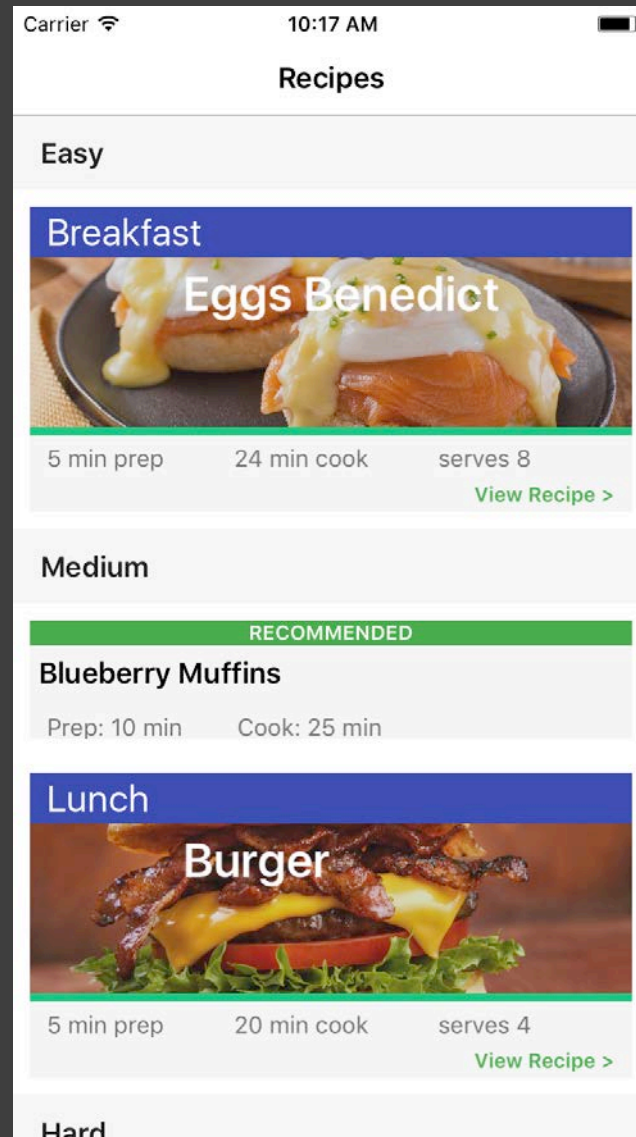 Carrier 10:17 AM
Recipes
Easy
Breakfast
Eggs Benedict
5 min prep 24 min cook serves 8
View Recipe >
Medium
RECOMMENDED
Blueberry Muffins
Prep: 10 min Cook: 25 min
Lunch
Burger
5 min prep 20 min cook serves 4
View Recipe >
Hard